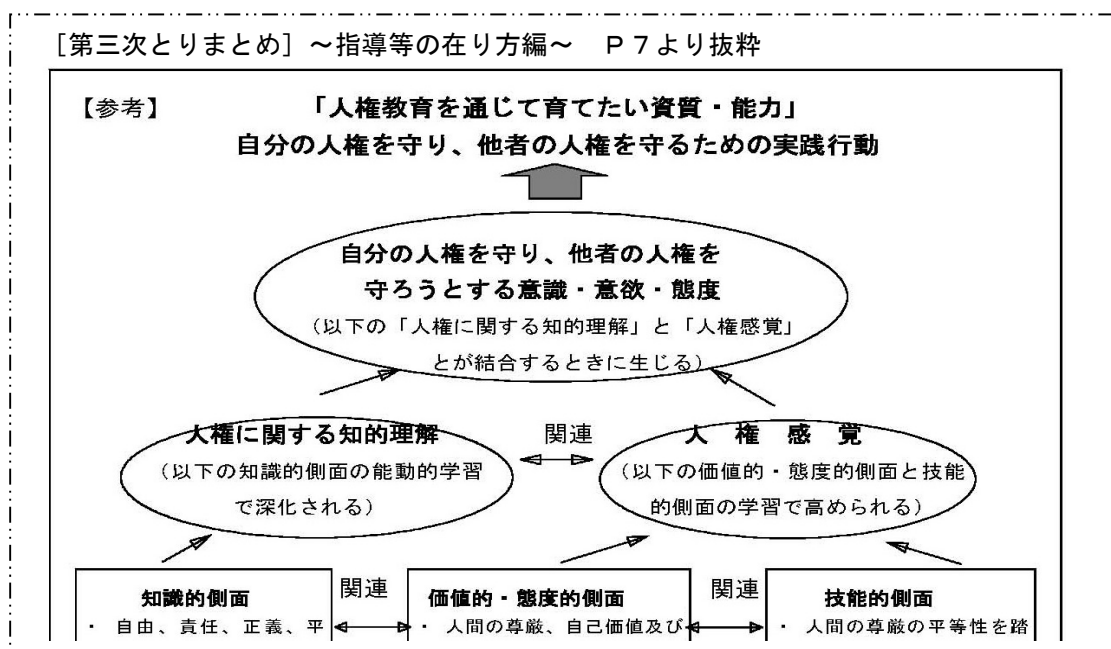 [第三次とりまとめ] ~指導等の在り方編~ P7より抜粋
【参考】 「人権教育を通じて育てたい資質・能力」
自分の人権を守り、他者の人権を守るための実践行動
自分の人権を守り、他者の人権を
守ろうとする意識・意欲・態度
(以下の「人権に関する知的理解」と「人権感覚」
とが結合するときに生じる)
人権に関する知的理解
(以下の知識的側面の能動的学習
で深化される)
関連
人権感覚
(以下の価値的・態度的側面と技能
的側面の学習で高められる)
知識的側面
・ 自由、責任、正義、平
関連
価値的・態度的側面
・ 人間の尊厳、自己価値及び
関連
技能的側面
・ 人間の尊厳の平等性を踏